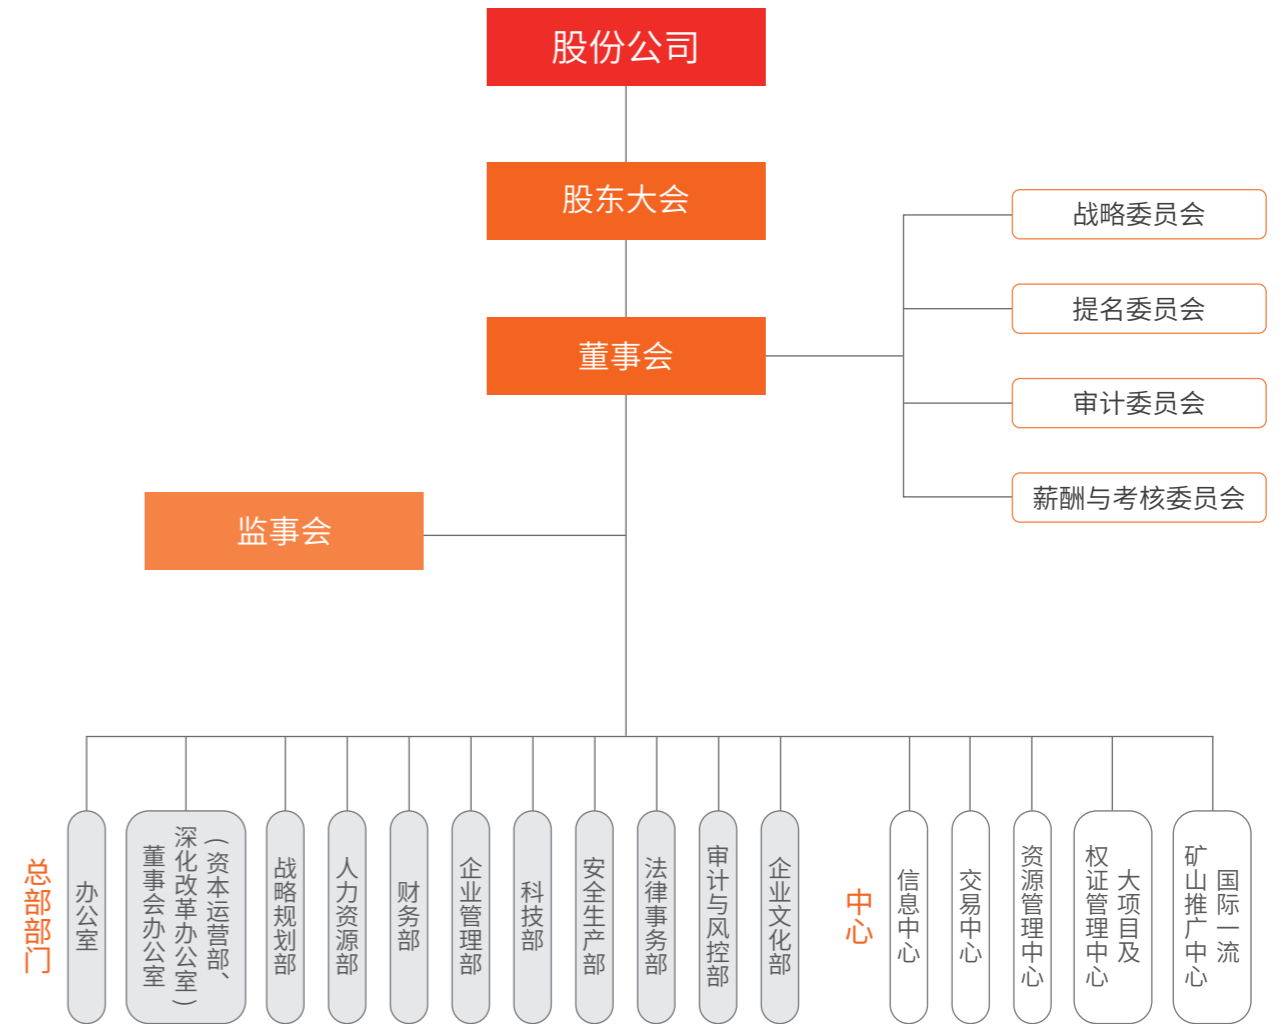 股份公司
股东大会
董事会
战略委员会
提名委员会
审计委员会
薪酬与考核委员会
监事会
总部部门
办公室
董事会办公室
（资本运营部、
深化改革办公室）
战略规划部
人力资源部
财务部
企业管理部
科技部
安全生产部
法律事务部
审计与风控部
企业文化部
中心
信息中心
交易中心
资源管理中心
大项目及
权证管理中心
国际一流
矿山推广中心